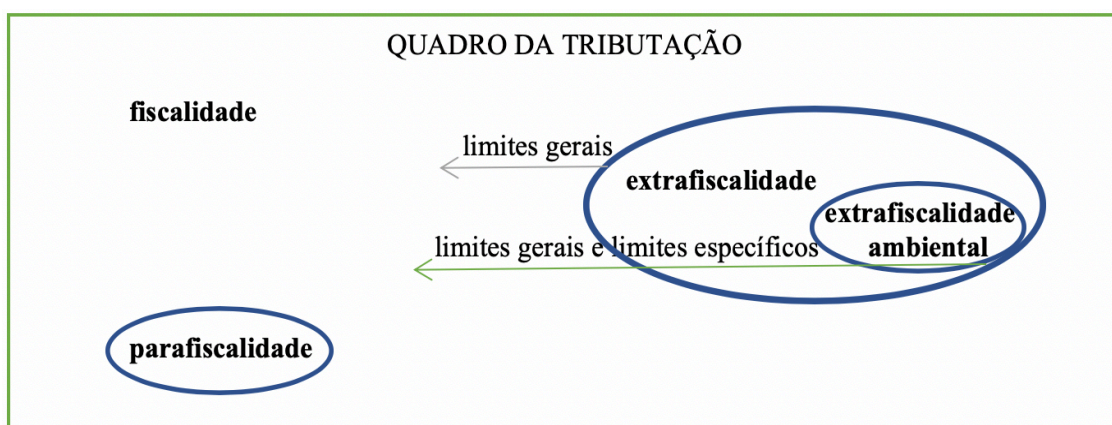 QUADRO DA TRIBUTAÇÃO
fiscalidade
limites gerais
extrafiscalidade
extrafiscalidade
ambiental
limites gerais e limites específicos
parafiscalidade